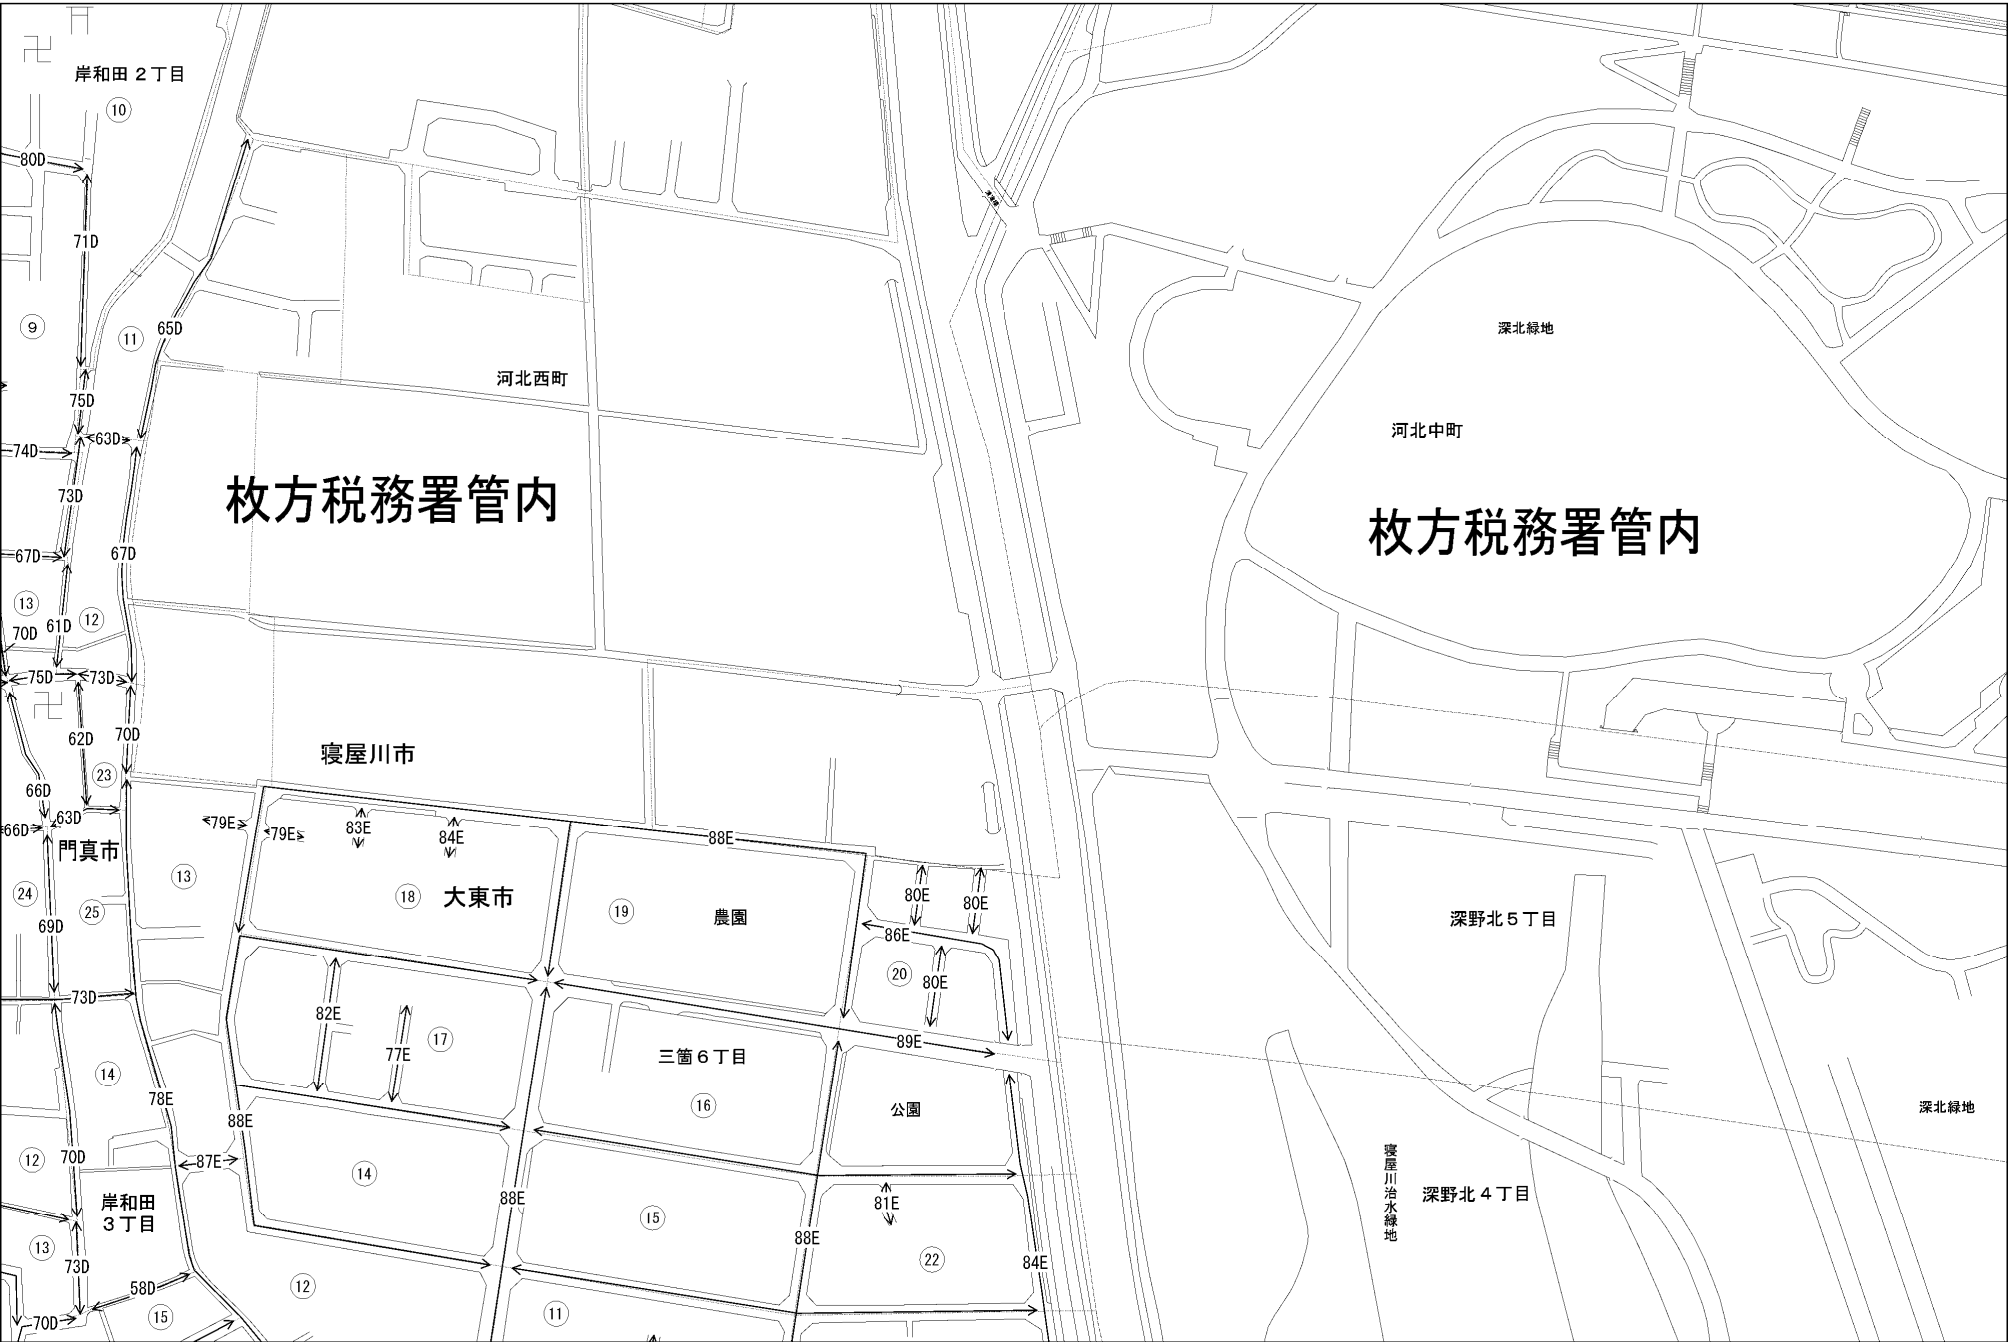 岸和田 2丁目
⑩
80D
71D
⑨
⑪
65D
河北西町
深北緑地
75D
63D
74D
河北中町
73D
枚方税務署管内
枚方税務署管内
67D
67D
⑬
⑫
61D
70D
75D
73D
62D
70D
寝屋川市
㉓
66D
63D
66D
79E
79E
83E
84E
88E
門真市
⑬
㉔
㉕
69D
⑱
大東市
⑲
農園
80E
80E
86E
深野北5丁目
⑳
80E
73D
82E
77E
⑰
89E
三箇6丁目
⑭
78E
88E
⑯
公園
深北緑地
⑫
70D
87E
⑭
88E
岸和田
3丁目
81E
寝屋川治水緑地
深野北4丁目
⑮
⑬
73D
88E
㉒
84E
58D
⑫
⑮
70D
⑪